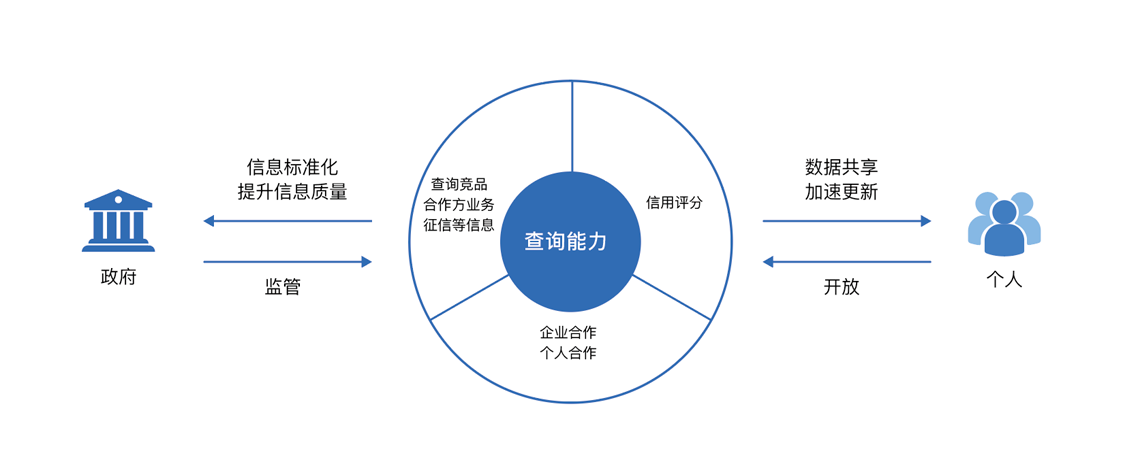 信息标准化
提升信息质量
政府
监管
查询竞品
合作方业务
征信等信息
信用评分
查询能力
企业合作
个人合作
数据共享
加速更新
开放
个人